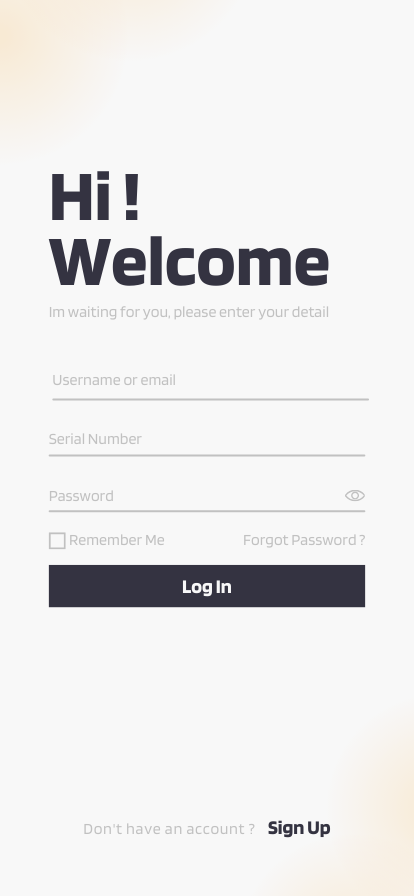 Hi !
Welcome
Im waiting for you, please enter your detail
Username or email
Serial Number
Password
Remember Me Forgot Password ?
Log In
Don't have an account ? Sign Up